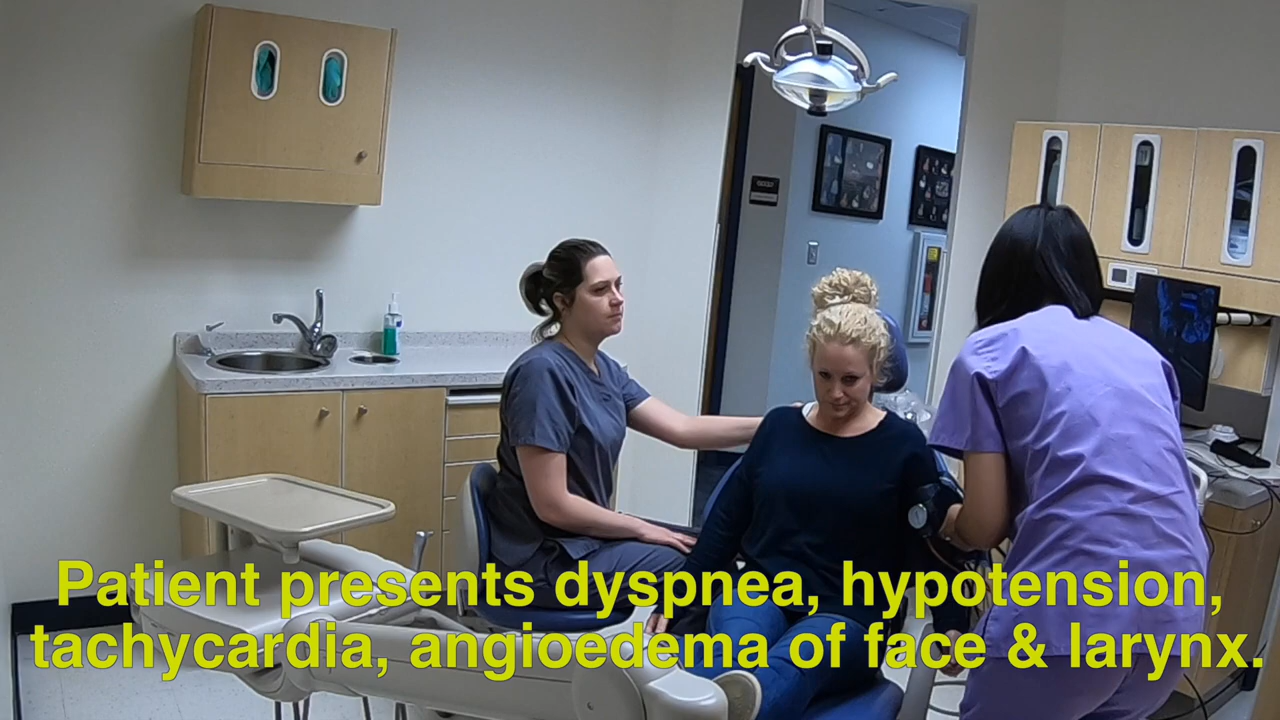 Patient presents dyspnea, hypotension,
tachycardia, angioedema of face & larynx.